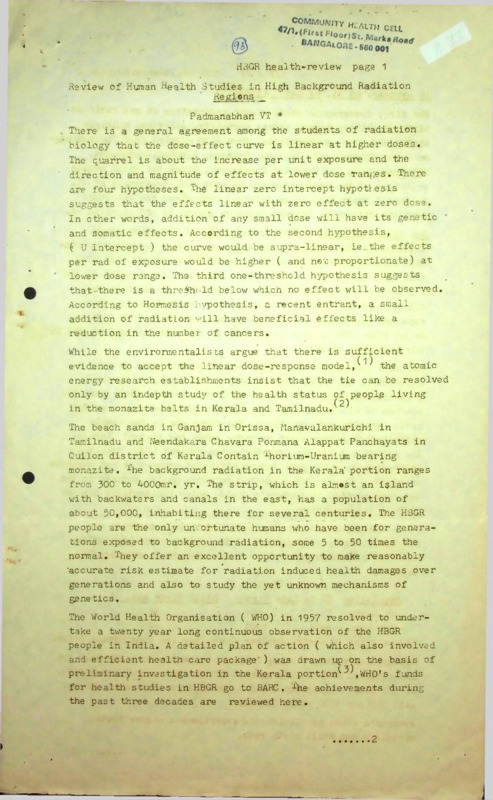 COMMUNITY HEALTH CELL
47/1, (First Floor) St. Marks Road
BANGALORE - 560 001
93
HBGR health-review page 1
Review of Human Health Studies in High Background Radiation
Regions
Padmanabhan VT *
There is a general agreement among the students of radiation
biology that the dose-effect curve is linear at higher doses.
The quarrel is about the increase per unit exposure and the
direction and magnitude of effects at lower dose ranges. There
are four hypotheses. The linear zero intercept hypothesis
suggests that the effects linear with zero effect at zero dose.
In other words, addition of any small dose will have its genetic
and somatic effects. According to the second hypothesis,
( U Intercept ) the curve would be supra-linear, ie. the effects
per rad of exposure would be higher ( and not proportionate) at
lower dose range. The third one-threshold hypothesis suggests
that there is a threshold below which no effect will be observed.
According to Hormesis hypothesis, a recent entrant, a small
addition of radiation will have beneficial effects like a
reduction in the number of cancers.
While the environmentalists argue that there is sufficient
evidence to accept the linear dose-response model,(1) the atomic
energy research establishments insist that the tie can be resolved
only by an indepth study of the health status of people living
in the monazite belts in Kerala and Tamilnadu.(2)
The beach sands in Ganjam in Orissa, Manavalankurichi in
Tamilnadu and Neendakara Chavara Ponmana Alappat Panchayats in
Quilon district of Kerala Contain Thorium-Uranium bearing
monazite. The background radiation in the Kerala portion ranges
from 300 to 4000mr. yr. The strip, which is almost an island
with backwaters and canals in the east, has a population of
about 50,000, inhabiting there for several centuries. The HBGR
people are the only unfortunate humans who have been for genera-
tions exposed to background radiation, some 5 to 50 times the
normal. They offer an excellent opportunity to make reasonably
accurate risk estimate for radiation induced health damages over
generations and also to study the yet unknown mechanisms of
genetics.
The World Health Organisation ( WHO) in 1957 resolved to under-
take a twenty year long continuous observation of the HBGR
people in India. A detailed plan of action ( which also involved
and efficient health care package ) was drawn up on the basis of
preliminary investigation in the Kerala portion(3).WHO's funds
for health studies in HBGR go to BARC. The achievements during
the past three decades are reviewed here.
.......2